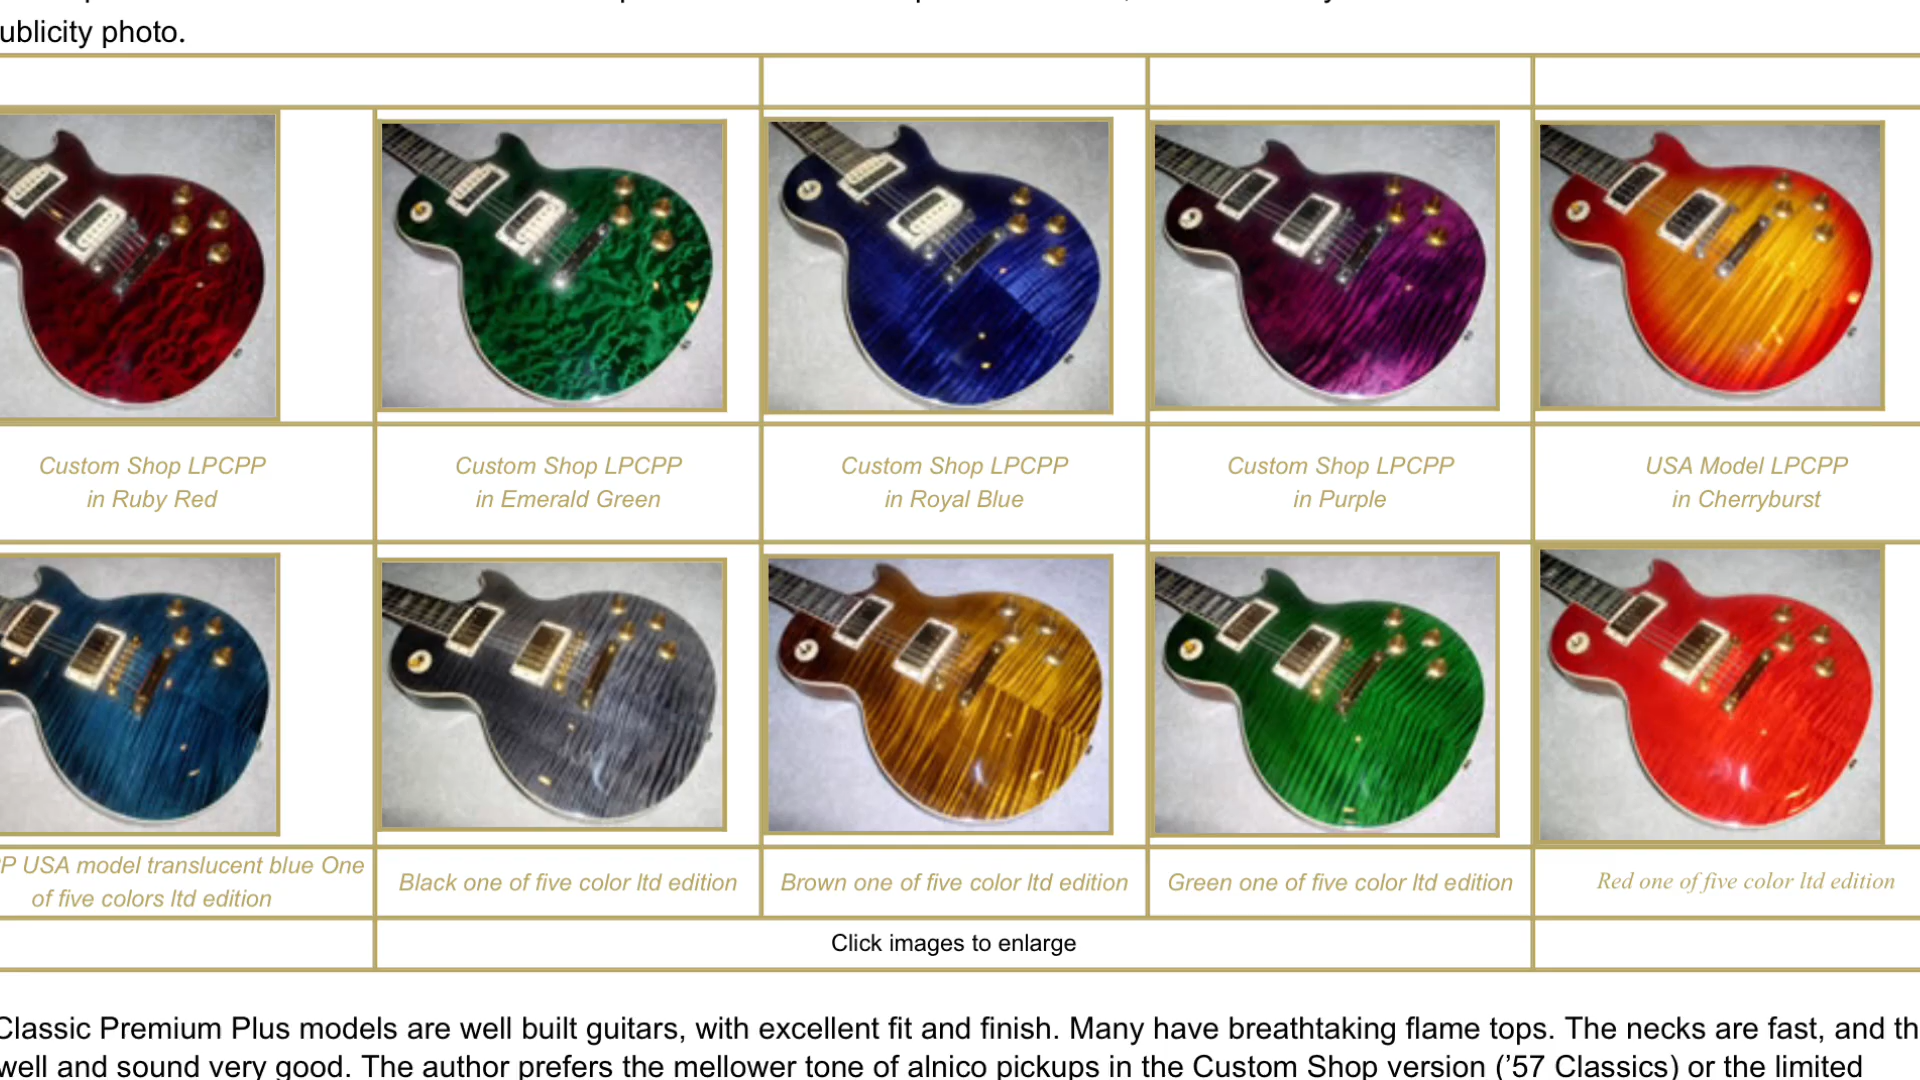 ublicity photo.
Custom Shop LPCPP
in Ruby Red
Custom Shop LPCPP
in Emerald Green
Custom Shop LPCPP
in Royal Blue
Custom Shop LPCPP
in Purple
USA Model LPCPP
in Cherryburst
P USA model translucent blue One
of five colors ltd edition
Black one of five color ltd edition
Brown one of five color ltd edition
Green one of five color ltd edition
Red one of five color ltd edition
Click images to enlarge
Classic Premium Plus models are well built guitars, with excellent fit and finish. Many have breathtaking flame tops. The necks are fast, and th
well and sound very good. The author prefers the mellower tone of alnico pickups in the Custom Shop version (’57 Classics) or the limited